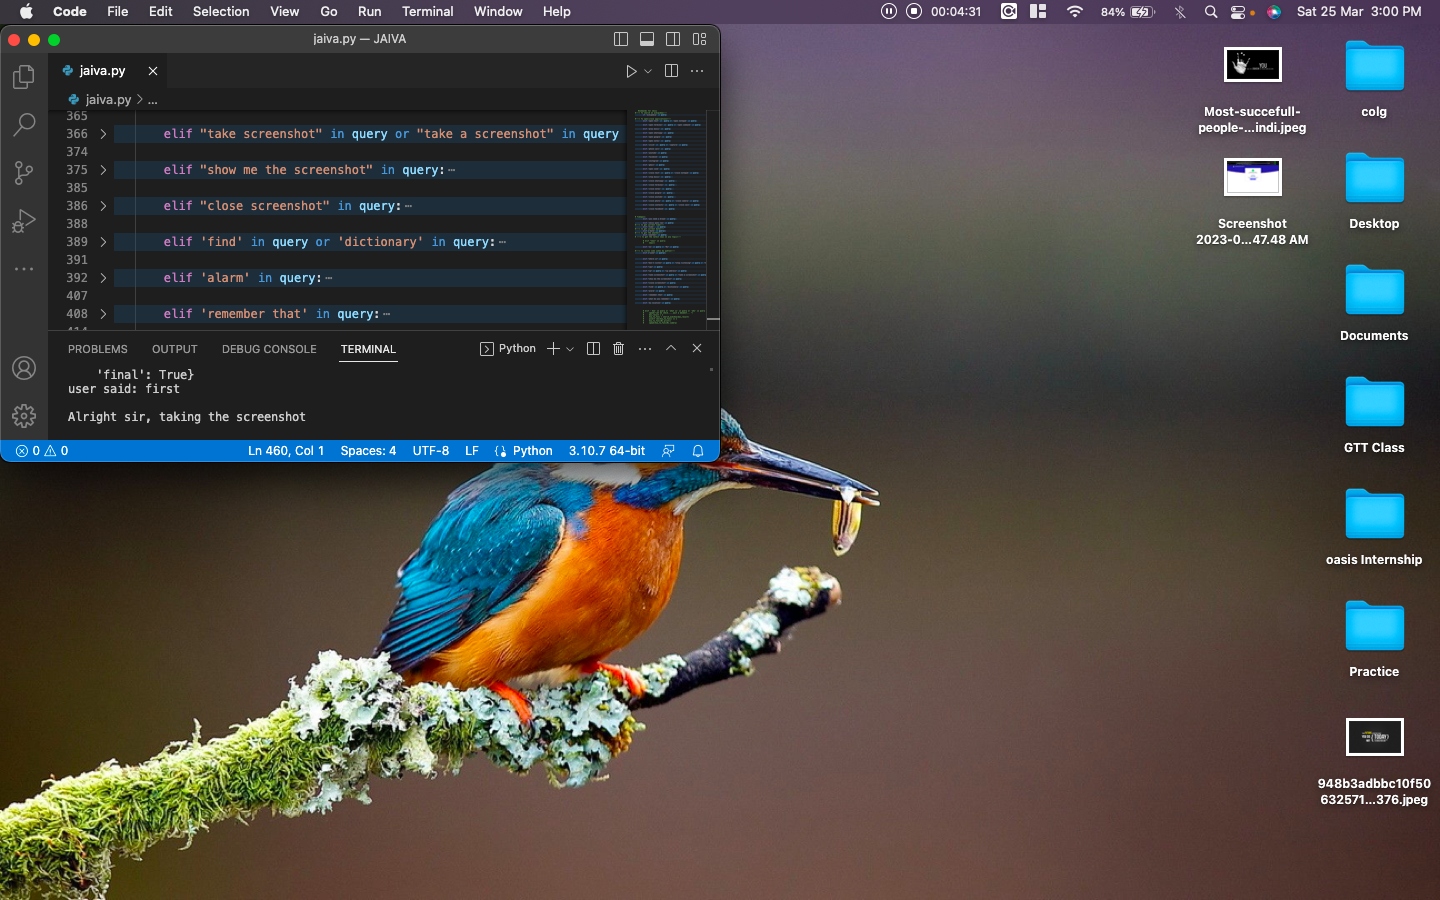 Code File Edit Selection View Go Run Terminal Window Help 00:04:31 84% Sat 25 Mar 3:00 PM
jaiva.py — JAIVA
jaiva.py
jaiva.py > ...
365
366 elif "take screenshot" in query or "take a screenshot" in query
374
375 elif "show me the screenshot" in query:
385
386 elif "close screenshot" in query:
388
389 elif 'find' in query or 'dictionary' in query:
391
392 elif 'alarm' in query:
407
408 elif 'remember that' in query:
PROBLEMS OUTPUT DEBUG CONSOLE TERMINAL Python
'final': True}
user said: first
Alright sir, taking the screenshot
0 0 Ln 460, Col 1 Spaces: 4 UTF-8 LF Python 3.10.7 64-bit
YOU
Most-succefull-
people-...indi.jpeg
colg
Screenshot
2023-0...47.48 AM
Desktop
Documents
GTT Class
oasis Internship
Practice
TODAY
948b3adbbc10f50
632571...376.jpeg